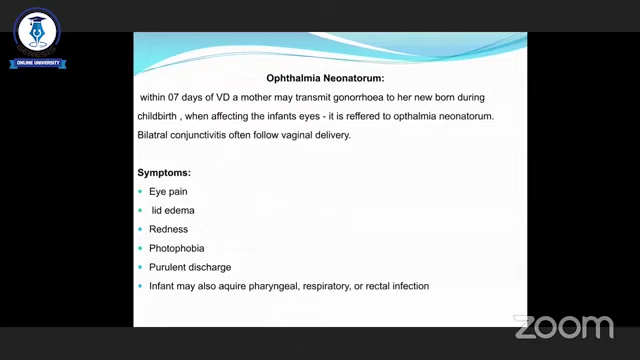 ONLINE UNIVERSITY
Ophthalmia Neonatorum:
within 07 days of VD a mother may transmit gonorrhoea to her new born during
childbirth , when affecting the infants eyes - it is reffered to opthalmia neonatorum.
Bilatral conjunctivitis often follow vaginal delivery.
Symptoms:
• Eye pain
• lid edema
• Redness
• Photophobia
• Purulent discharge
• Infant may also aquire pharyngeal, respiratory, or rectal infection
zoom